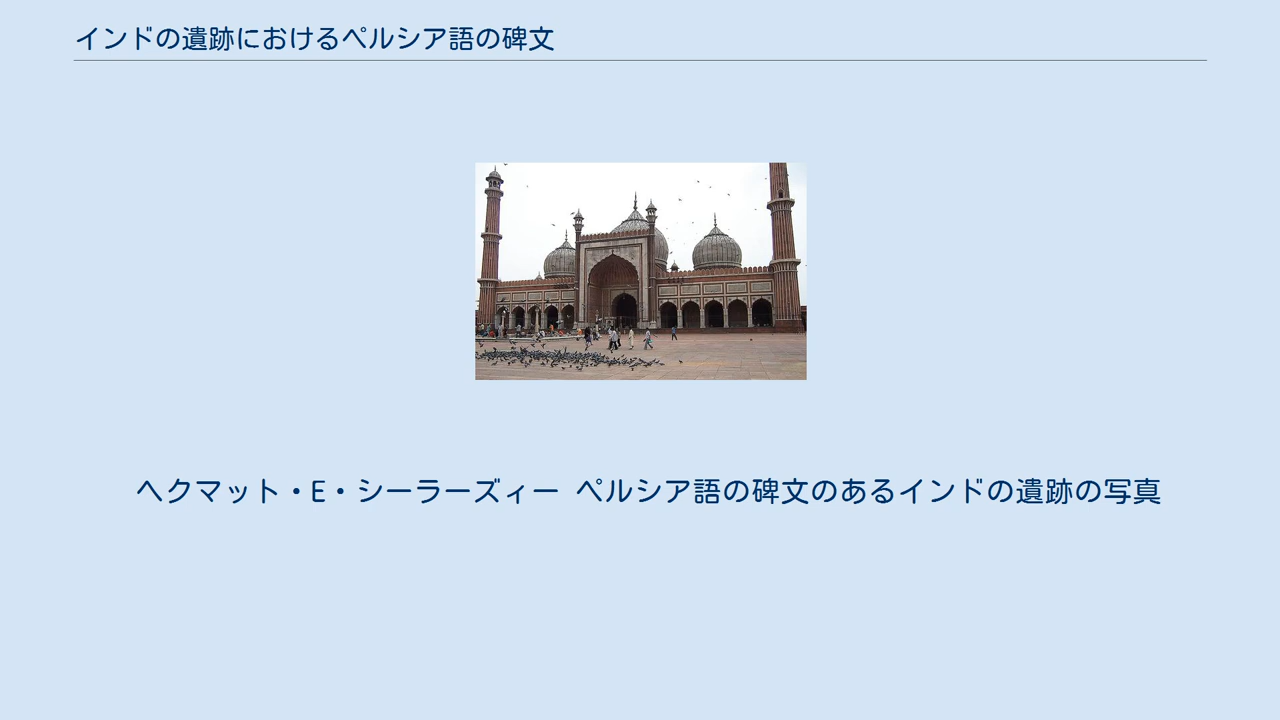 インドの遺跡におけるペルシア語の碑文
ヘクマット・E・シーラーズィー ペルシア語の碑文のあるインドの遺跡の写真